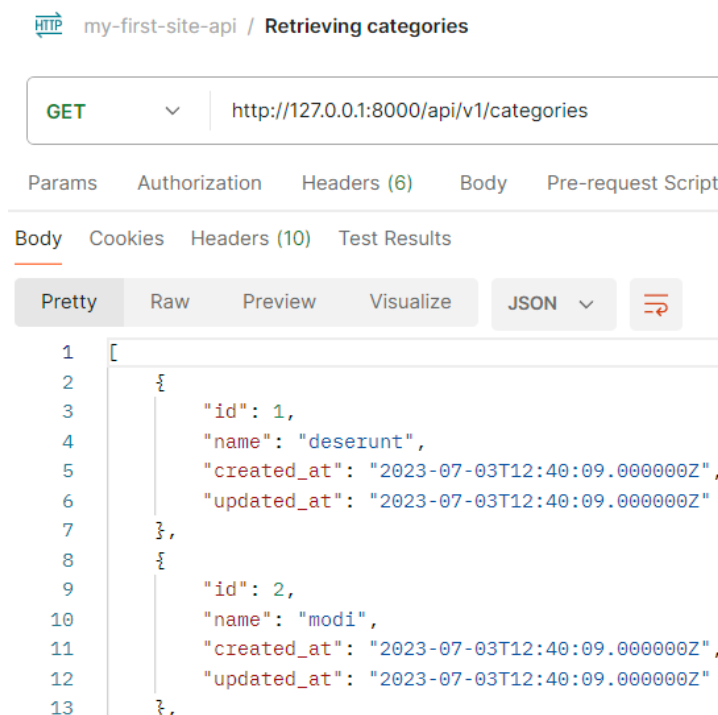 HTTP my-first-site-api / Retrieving categories
GET http://127.0.0.1:8000/api/v1/categories
Params Authorization Headers (6) Body Pre-request Script
Body Cookies Headers (10) Test Results
Pretty Raw Preview Visualize JSON
1 [
2 {
3 "id": 1,
4 "name": "deserunt",
5 "created_at": "2023-07-03T12:40:09.000000Z",
6 "updated_at": "2023-07-03T12:40:09.000000Z"
7 },
8 {
9 "id": 2,
10 "name": "modi",
11 "created_at": "2023-07-03T12:40:09.000000Z",
12 "updated_at": "2023-07-03T12:40:09.000000Z"
13 },